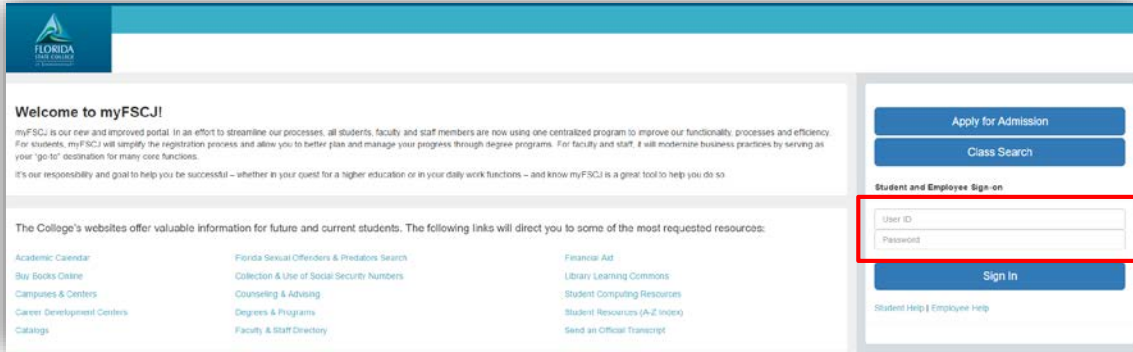 FLORIDA
STATE COLLEGE
Welcome to myFSCJ!
myFSCJ is our new and improved portal. In an effort to streamline our processes, all students, faculty and staff members are now using one centralized program to improve our functionality, processes and efficiency.
For students, myFSCJ will simplify the registration process and allow you to better plan and manage your progress through degree programs. For faculty and staff, it will modernize business practices by serving as
your "go-to" destination for many core functions.
It's our responsibility and goal to help you be successful – whether in your quest for a higher education or in your daily work functions – and know myFSCJ is a great tool to help you do so
The College's websites offer valuable information for future and current students. The following links will direct you to some of the most requested resources:
Academic Calendar
Buy Books Online
Campuses & Centers
Career Development Centers
Catalogs
Florida Sexual Offenders & Predators Search
Collection & Use of Social Security Numbers
Counseling & Advising
Degrees & Programs
Faculty & Staff Directory
Financial Aid
Library Learning Commons
Student Computing Resources
Student Resources (A-Z Index)
Send an Official Transcript
Apply for Admission
Class Search
Student and Employee Sign-on
User ID
Password
Sign In
Student Help | Employee Help